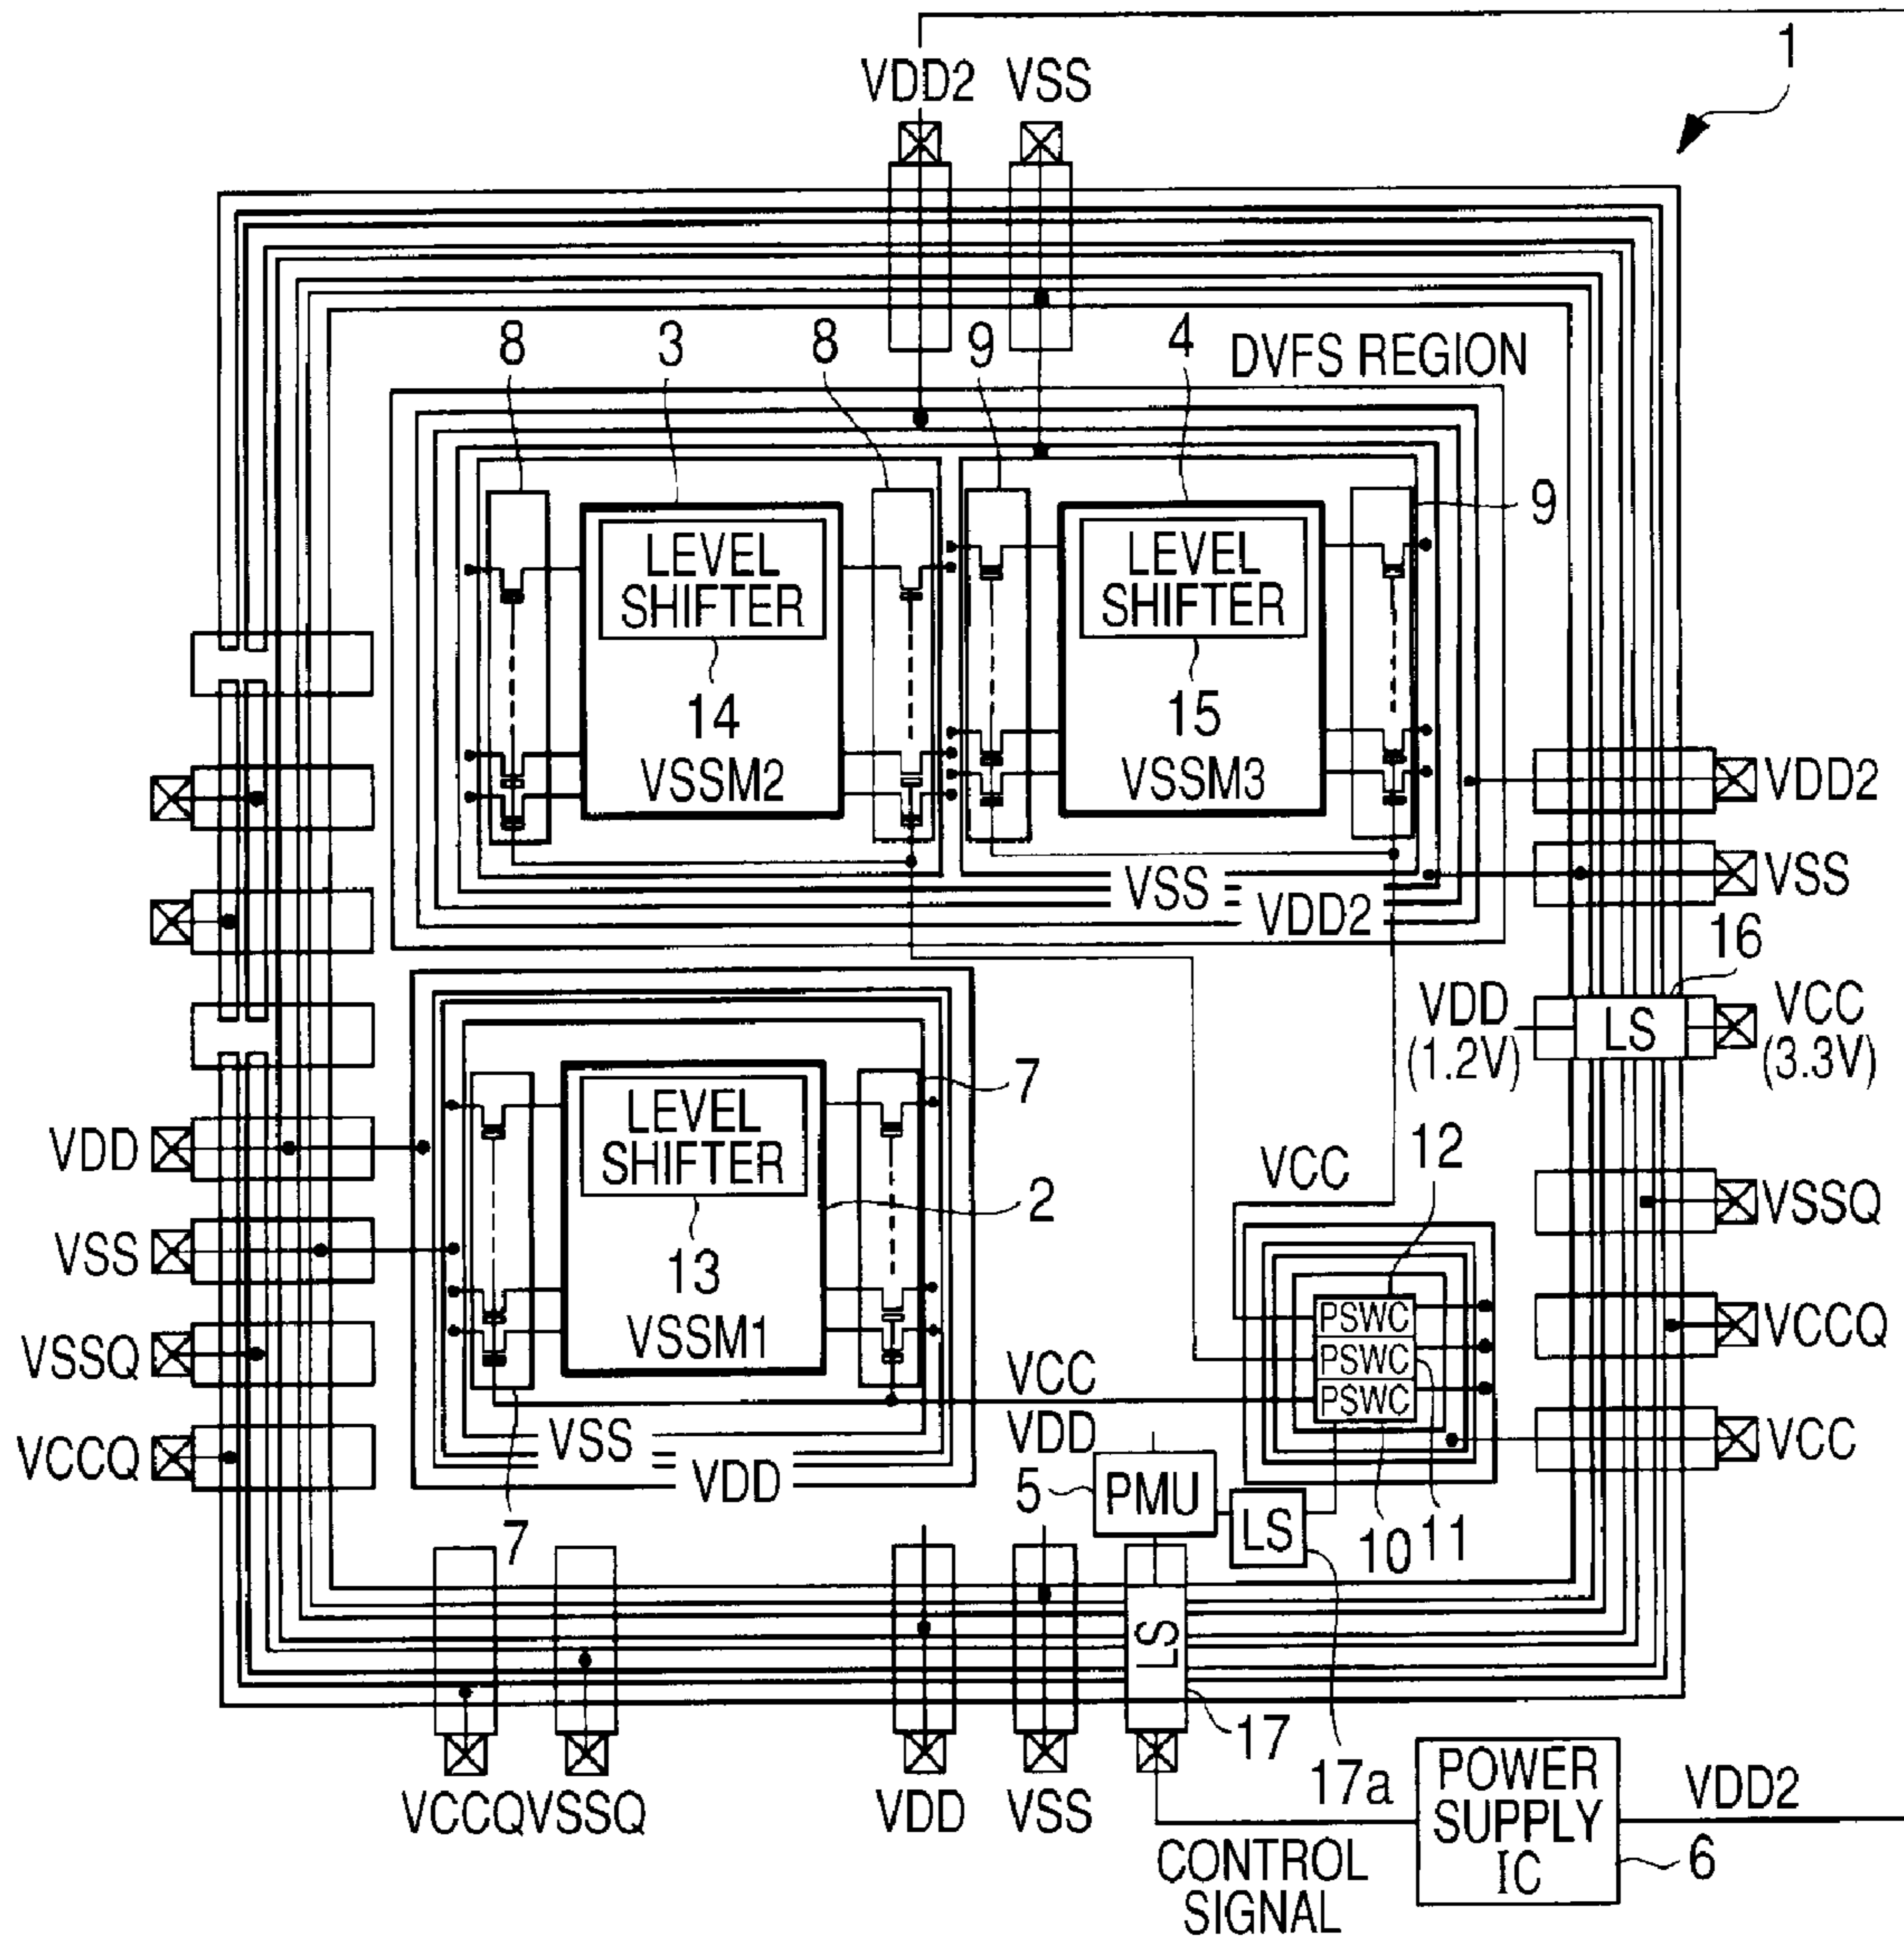 1
VDD2 VSS
8 3 8 9 4 DVFS REGION
9
LEVEL SHIFTER
14
VSSM2
LEVEL SHIFTER
15
VSSM3
VDD2
VSS
VSS
VDD2
16
VDD
(1.2V)
LS
VCC
(3.3V)
7
LEVEL SHIFTER
13
VSSM1
2
VDD
VSS
VSSQ
VCCQ
VCC
12
PSWC
PSWC
PSWC
VSSQ
VCCQ
VCC
VCC
VDD
VSS
VDD
7
5
PMU
LS
10
11
LS
17
17a
VCCQ
VSSQ
VDD
VSS
CONTROL
SIGNAL
POWER
SUPPLY
IC
VDD2
6